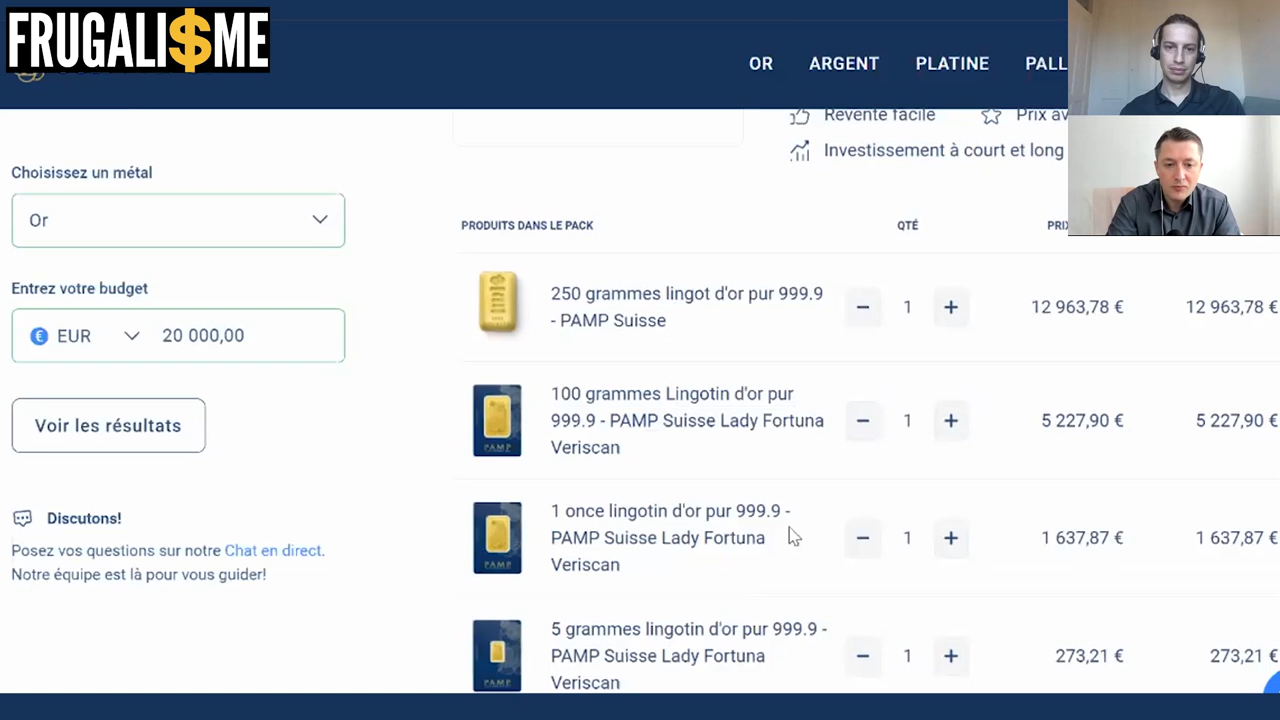 FRUGALI$ME
OR ARGENT PLATINE PALL
Revente facile Prix av
Investissement à court et long
Choisissez un métal
Or
Entrez votre budget
EUR 20 000,00
Voir les résultats
Discutons!
Posez vos questions sur notre Chat en direct.
Notre équipe est là pour vous guider!
PRODUITS DANS LE PACK QTÉ PRIX
250 grammes lingot d'or pur 999.9
- PAMP Suisse
1 12 963,78 € 12 963,78 €
100 grammes Lingotin d'or pur
999.9 - PAMP Suisse Lady Fortuna
Veriscan
PAMP
1 5 227,90 € 5 227,90 €
1 once lingotin d'or pur 999.9 -
PAMP Suisse Lady Fortuna
Veriscan
PAMP
1 1 637,87 € 1 637,87 €
5 grammes lingotin d'or pur 999.9 -
PAMP Suisse Lady Fortuna
Veriscan
PAMP
1 273,21 € 273,21 €